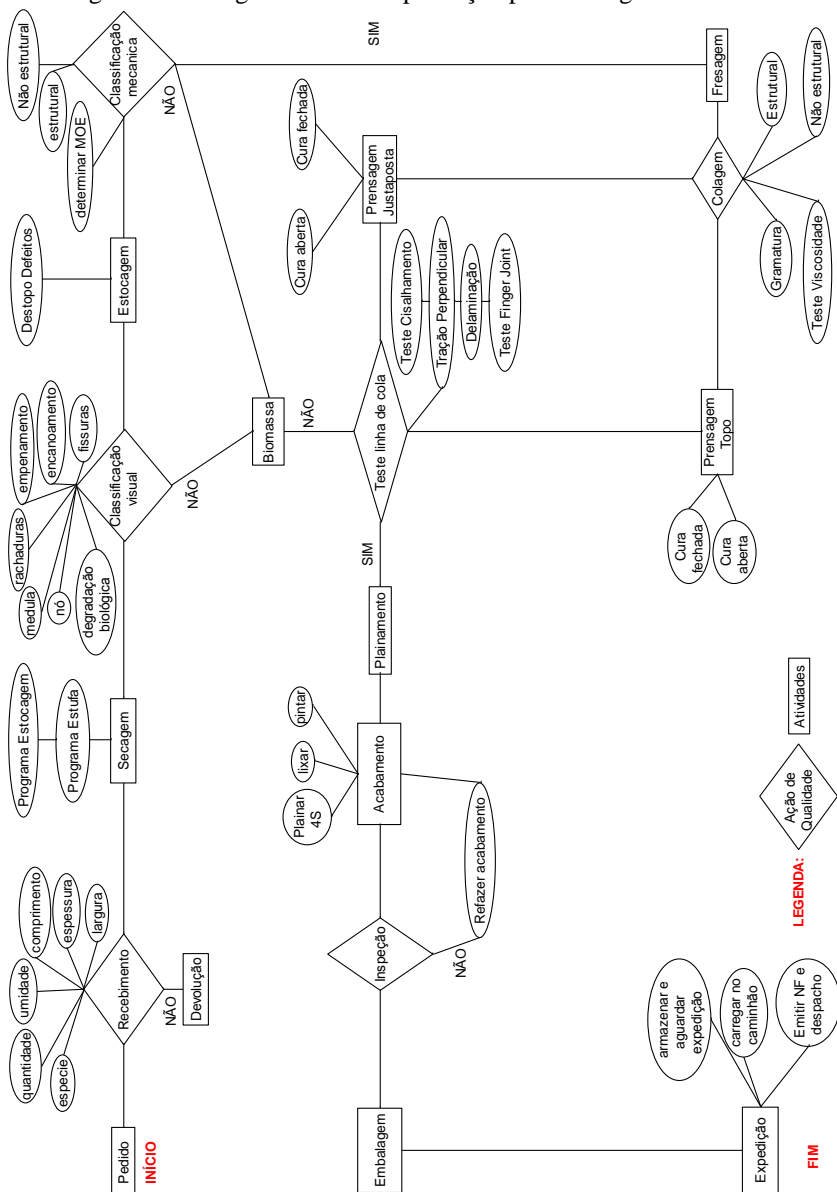 Pedido
INÍCIO
quantidade
umidade
comprimento
espessura
largura
especie
Recebimento
NÃO
Devolução
Programa Estocagem
Programa Estufa
Secagem
medula
rachaduras
empenamento
encanoamento
fissuras
nó
degradação
biológica
Classificação
visual
NÃO
Destopo Defeitos
Estocagem
Não estrutural
estrutural
determinar MOE
Classificação
mecanica
NÃO
SIM
Biomassa
NÃO
Cura aberta
Cura fechada
Prensagem
Justaposta
Teste Cisalhamento
Tração Perpendicular
Delaminação
Teste Finger Joint
Teste linha de cola
SIM
Plainamento
Plainar
4S
lixar
pintar
Acabamento
Refazer acabamento
Inspeção
NÃO
Embalagem
Fresagem
Colagem
Estrutural
Não estrutural
Gramatura
Teste Viscosidade
Prensagem
Topo
Cura
fechada
Cura
aberta
armazenar e
aguardar
expedição
carregar no
caminhão
Emitir NF e
despacho
Expedição
FIM
LEGENDA:
Ação de
Qualidade
Atividades